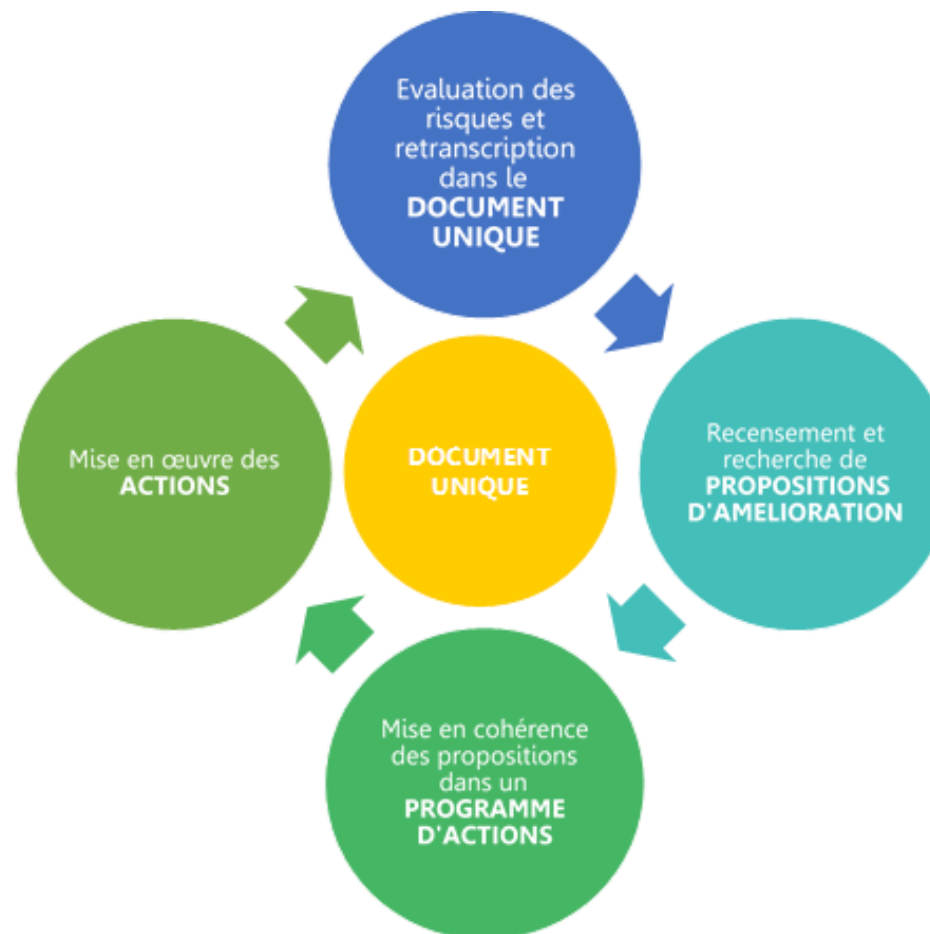 Evaluation des
risques et
retranscription
dans le
DOCUMENT
UNIQUE
Mise en œuvre des
ACTIONS
DOCUMENT
UNIQUE
Recensement et
recherche de
PROPOSITIONS
D'AMELIORATION
Mise en cohérence
des propositions
dans un
PROGRAMME
D'ACTIONS